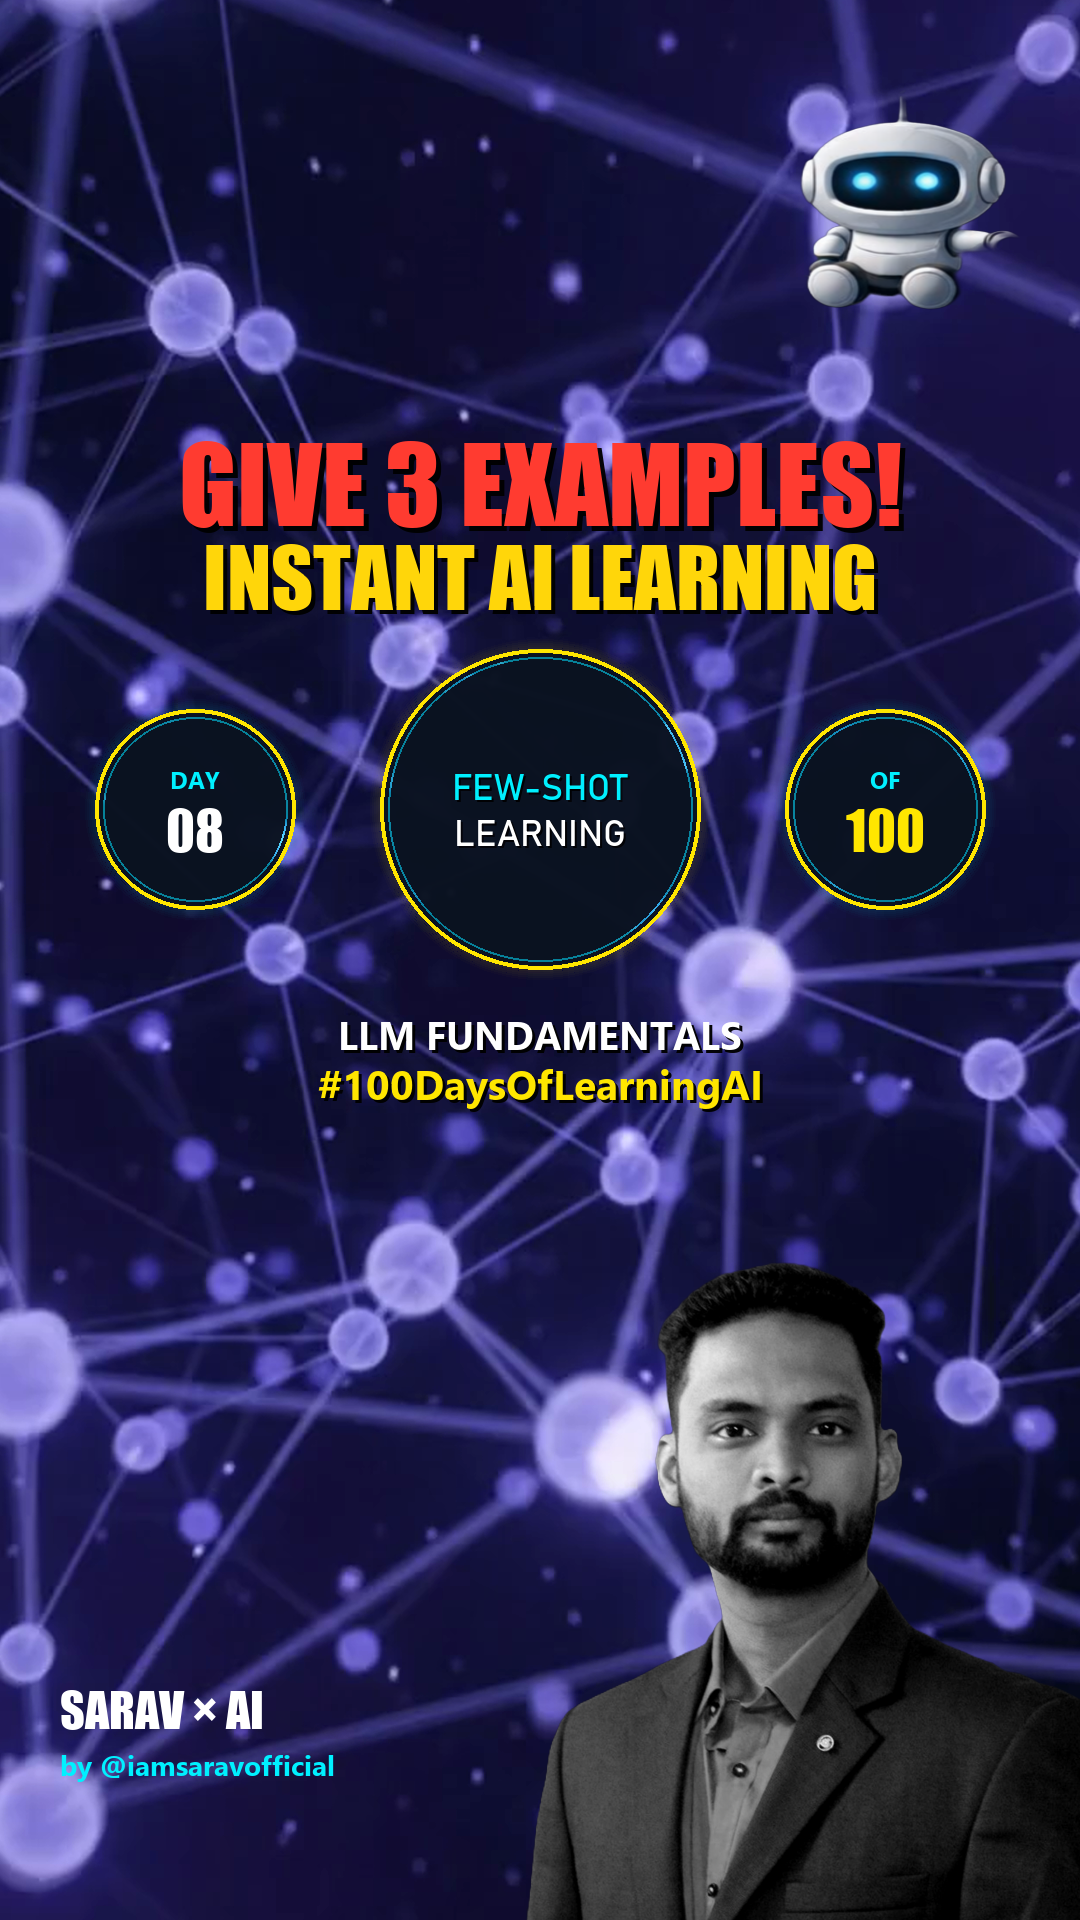 GIVE 3 EXAMPLES!
INSTANT AI LEARNING
DAY
08
FEW-SHOT
LEARNING
OF
100
LLM FUNDAMENTALS
#100DaysOfLearningAI
SARAV × AI
by @iamsaravofficial